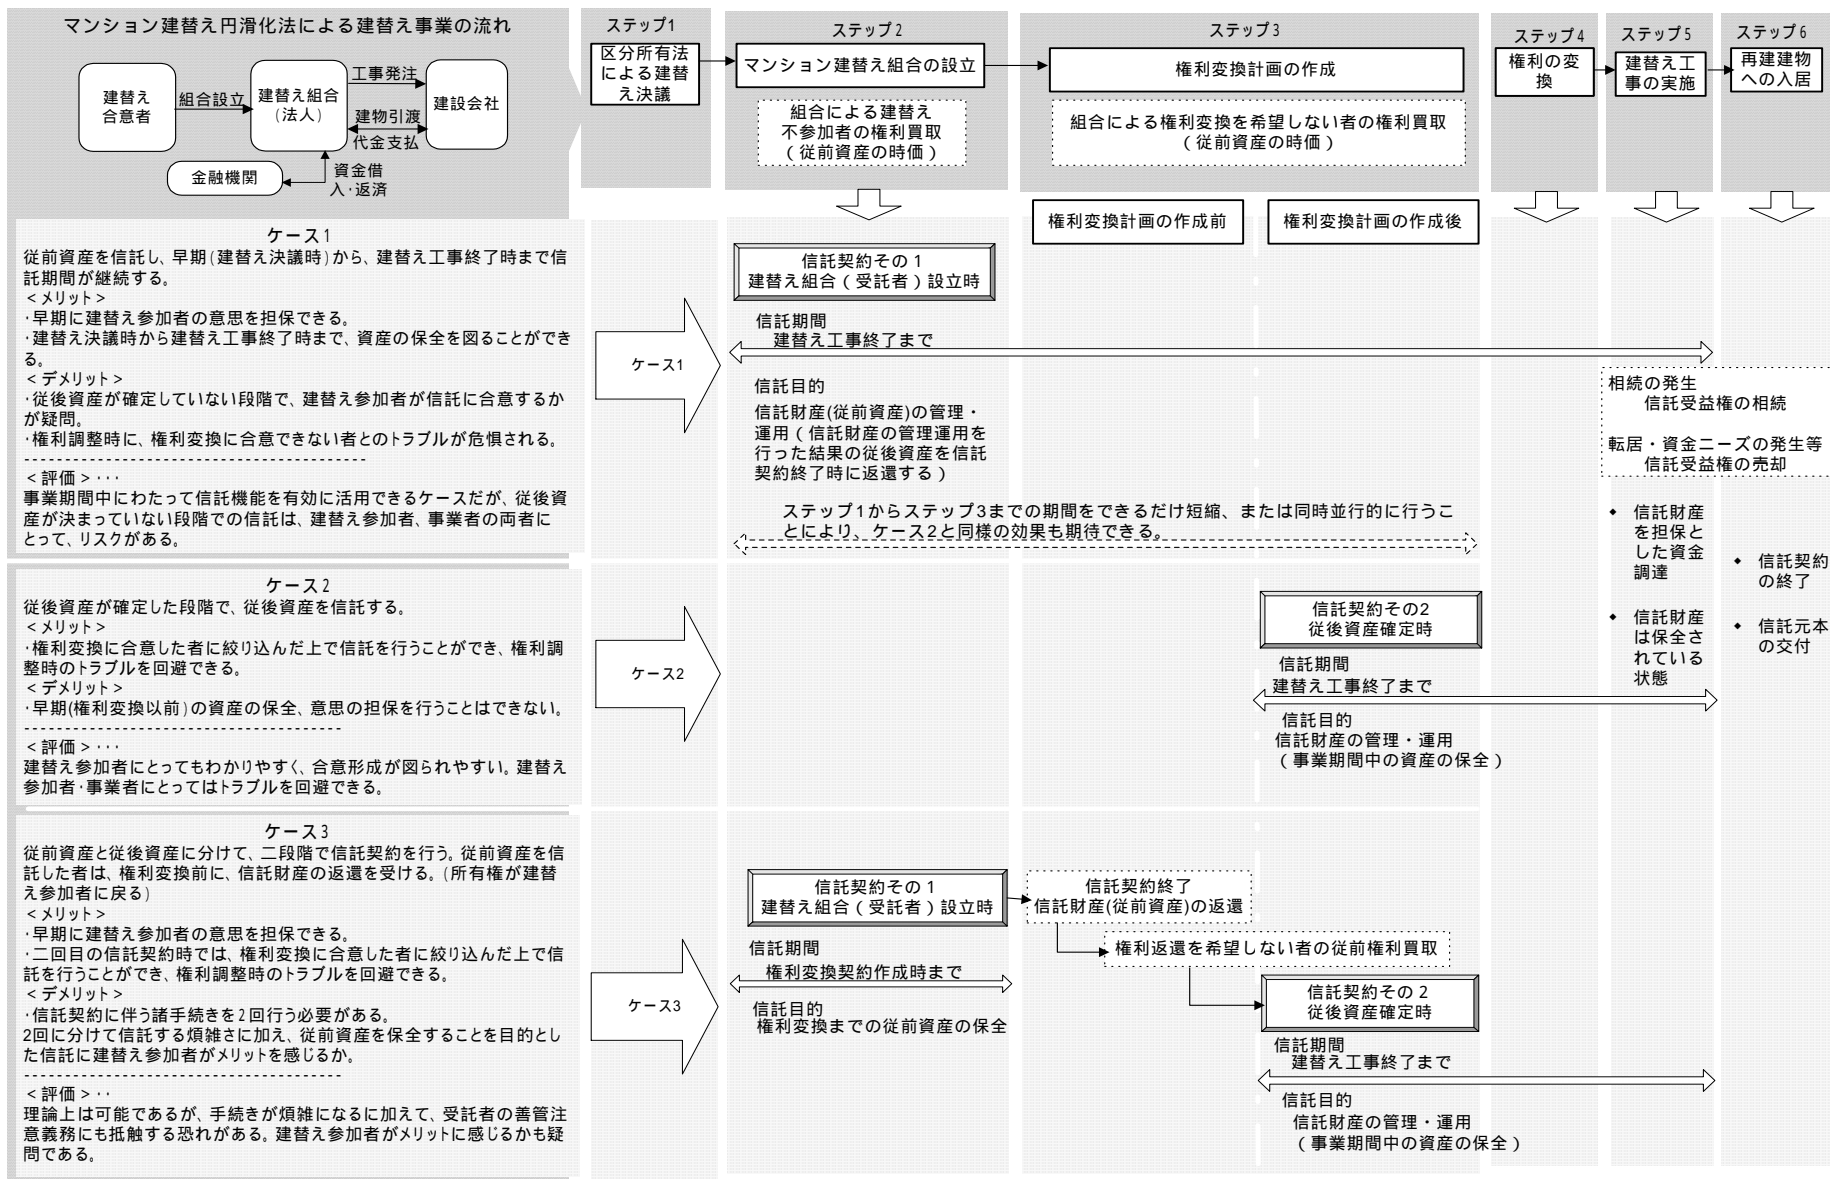 マンション建替え円滑化法による建替え事業の流れ
建替え
合意者
組合設立
建替え組合
(法人)
工事発注
建物引渡
代金支払
建設会社
金融機関
資金借
入・返済
ステップ1
区分所有法
による建替
え決議
ステップ2
マンション建替え組合の設立
組合による建替え
不参加者の権利買取
(従前資産の時価)
ステップ3
権利変換計画の作成
組合による権利変換を希望しない者の権利買取
(従前資産の時価)
ステップ4
権利の変
換
ステップ5
建替え工
事の実施
ステップ6
再建建物
への入居
権利変換計画の作成前
権利変換計画の作成後
ケース1
従前資産を信託し、早期(建替え決議時)から、建替え工事終了時まで信
託期間が継続する。
<メリット>
・早期に建替え参加者の意思を担保できる。
・建替え決議時から建替え工事終了時まで、資産の保全を図ることができ
る。
<デメリット>
・従後資産が確定していない段階で、建替え参加者が信託に合意するか
が疑問。
・権利調整時に、権利変換に合意できない者とのトラブルが危惧される。
----------------------------------------
<評価>・・・
事業期間中にわたって信託機能を有効に活用できるケースだが、従後資
産が決まっていない段階での信託は、建替え参加者、事業者の両者に
とって、リスクがある。
ケース1
信託契約その1
建替え組合(受託者)設立時
信託期間
建替え工事終了まで
信託目的
信託財産(従前資産)の管理・
運用(信託財産の管理運用を
行った結果の従後資産を信託
契約終了時に返還する)
ステップ1からステップ3までの期間をできるだけ短縮、または同時並行的に行うこ
とにより、ケース2と同様の効果も期待できる。
相続の発生
信託受益権の相続
転居・資金ニーズの発生等
信託受益権の売却
◆ 信託財産
を担保と
した資金
調達
◆ 信託財産
は保全さ
れている
状態
◆ 信託契約
の終了
◆ 信託元本
の交付
ケース2
従後資産が確定した段階で、従後資産を信託する。
<メリット>
・権利変換に合意した者に絞り込んだ上で信託を行うことができ、権利調
整時のトラブルを回避できる。
<デメリット>
・早期(権利変換以前)の資産の保全、意思の担保を行うことはできない。
----------------------------------------
<評価>・・・
建替え参加者にとってもわかりやすく、合意形成が図られやすい。建替え
参加者・事業者にとってはトラブルを回避できる。
ケース2
信託契約その2
従後資産確定時
信託期間
建替え工事終了まで
信託目的
信託財産の管理・運用
(事業期間中の資産の保全)
ケース3
従前資産と従後資産に分けて、二段階で信託契約を行う。従前資産を信
託した者は、権利変換前に、信託財産の返還を受ける。(所有権が建替
え参加者に戻る)
<メリット>
・早期に建替え参加者の意思を担保できる。
・二回目の信託契約時では、権利変換に合意した者に絞り込んだ上で信
託を行うことができ、権利調整時のトラブルを回避できる。
<デメリット>
・信託契約に伴う諸手続きを2回行う必要がある。
2回に分けて信託する煩雑さに加え、従前資産を保全することを目的とし
た信託に建替え参加者がメリットを感じるか。
----------------------------------------
<評価>・・
理論上は可能であるが、手続きが煩雑になるに加えて、受託者の善管注
意義務にも抵触する恐れがある。建替え参加者がメリットに感じるかも疑
問である。
ケース3
信託契約その1
建替え組合(受託者)設立時
信託期間
権利変換契約作成時まで
信託目的
権利変換までの従前資産の保全
信託契約終了
信託財産(従前資産)の返還
権利返還を希望しない者の従前権利買取
信託契約その2
従後資産確定時
信託期間
建替え工事終了まで
信託目的
信託財産の管理・運用
(事業期間中の資産の保全)